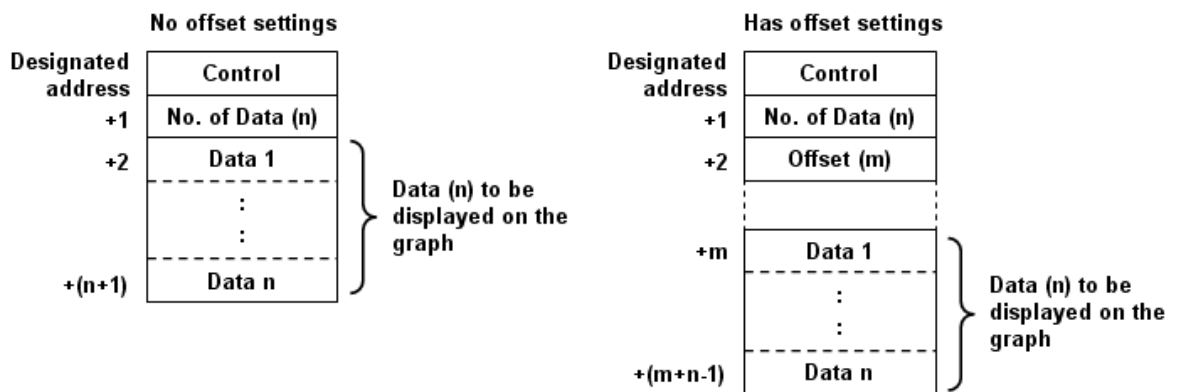 No offset settings
Designated address
Control
+1
No. of Data (n)
+2
Data 1
:
:
Data (n) to be
displayed on the
graph
+(n+1)
Data n
Has offset settings
Designated address
Control
+1
No. of Data (n)
+2
Offset (m)
+m
Data 1
:
:
Data (n) to be
displayed on the
graph
+(m+n-1)
Data n